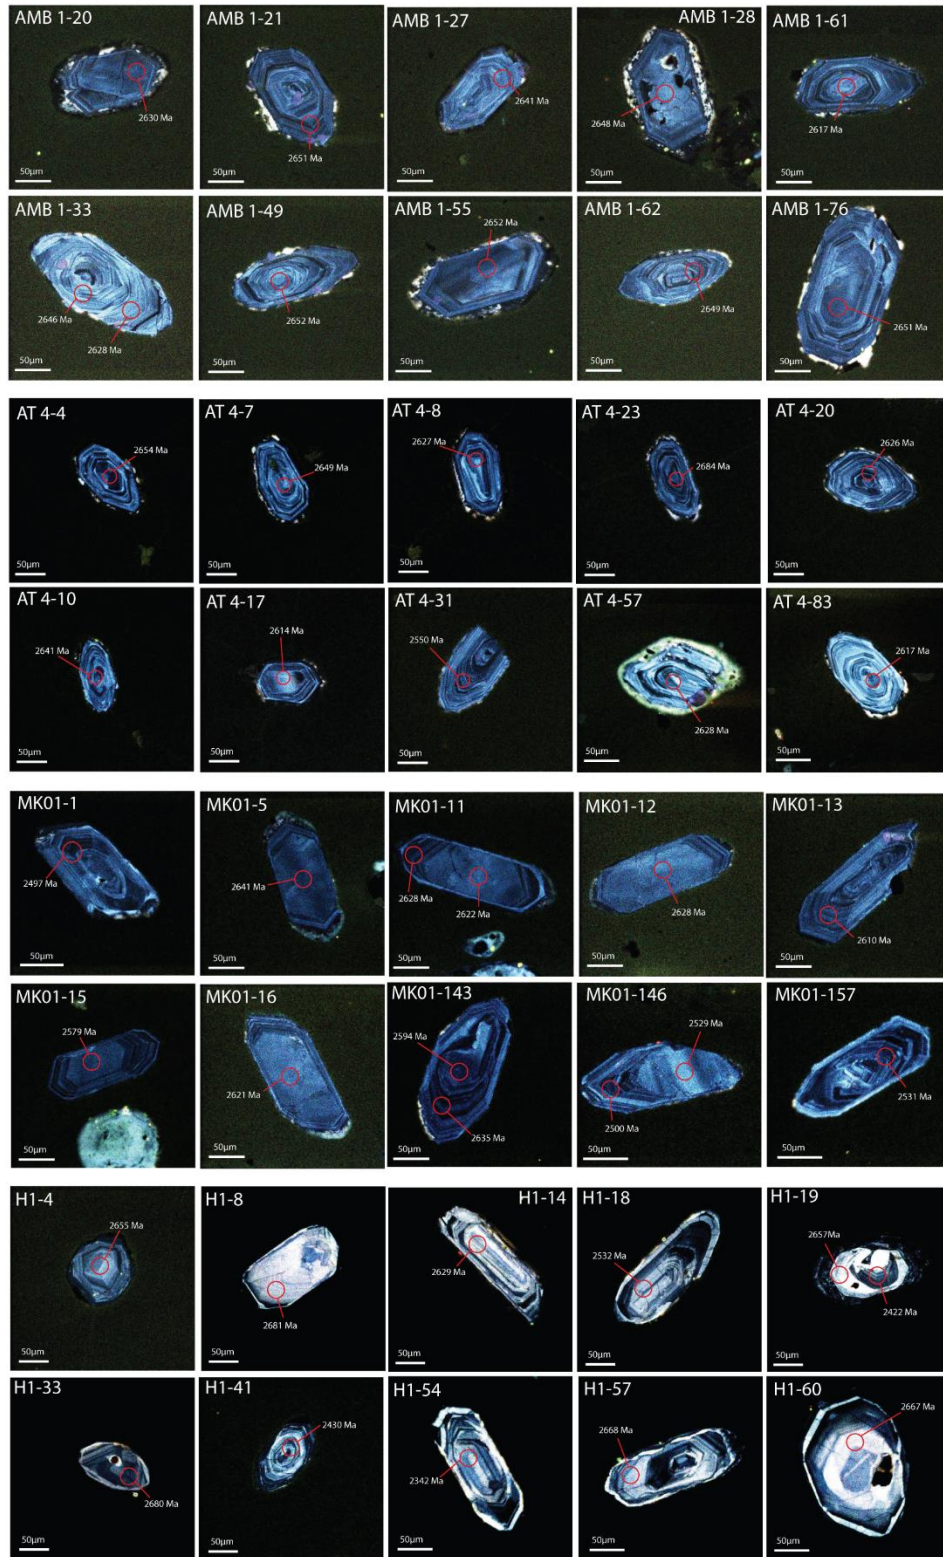 AMB 1-20
2630 Ma
50µm
AMB 1-21
2651 Ma
50µm
AMB 1-27
2641 Ma
50µm
AMB 1-28
2648 Ma
50µm
AMB 1-61
2617 Ma
50µm
AMB 1-33
2646 Ma
2628 Ma
50µm
AMB 1-49
2652 Ma
50µm
AMB 1-55
2652 Ma
50µm
AMB 1-62
2649 Ma
50µm
AMB 1-76
2651 Ma
50µm
AT 4-4
2654 Ma
50µm
AT 4-7
2649 Ma
50µm
AT 4-8
2627 Ma
50µm
AT 4-23
2684 Ma
50µm
AT 4-20
2626 Ma
50µm
AT 4-10
2641 Ma
50µm
AT 4-17
2614 Ma
50µm
AT 4-31
2550 Ma
50µm
AT 4-57
2628 Ma
50µm
AT 4-83
2617 Ma
50µm
MK01-1
2497 Ma
50µm
MK01-5
2641 Ma
50µm
MK01-11
2628 Ma
2622 Ma
50µm
MK01-12
2628 Ma
50µm
MK01-13
2610 Ma
50µm
MK01-15
2579 Ma
50µm
MK01-16
2621 Ma
50µm
MK01-143
2594 Ma
2635 Ma
50µm
MK01-146
2529 Ma
2500 Ma
50µm
MK01-157
2531 Ma
50µm
H1-4
2655 Ma
50µm
H1-8
2681 Ma
50µm
H1-14
2629 Ma
50µm
H1-18
2532 Ma
50µm
H1-19
2657Ma
2422 Ma
50µm
H1-33
2680 Ma
50µm
H1-41
2430 Ma
50µm
H1-54
2342 Ma
50µm
H1-57
2668 Ma
50µm
H1-60
2667 Ma
50µm